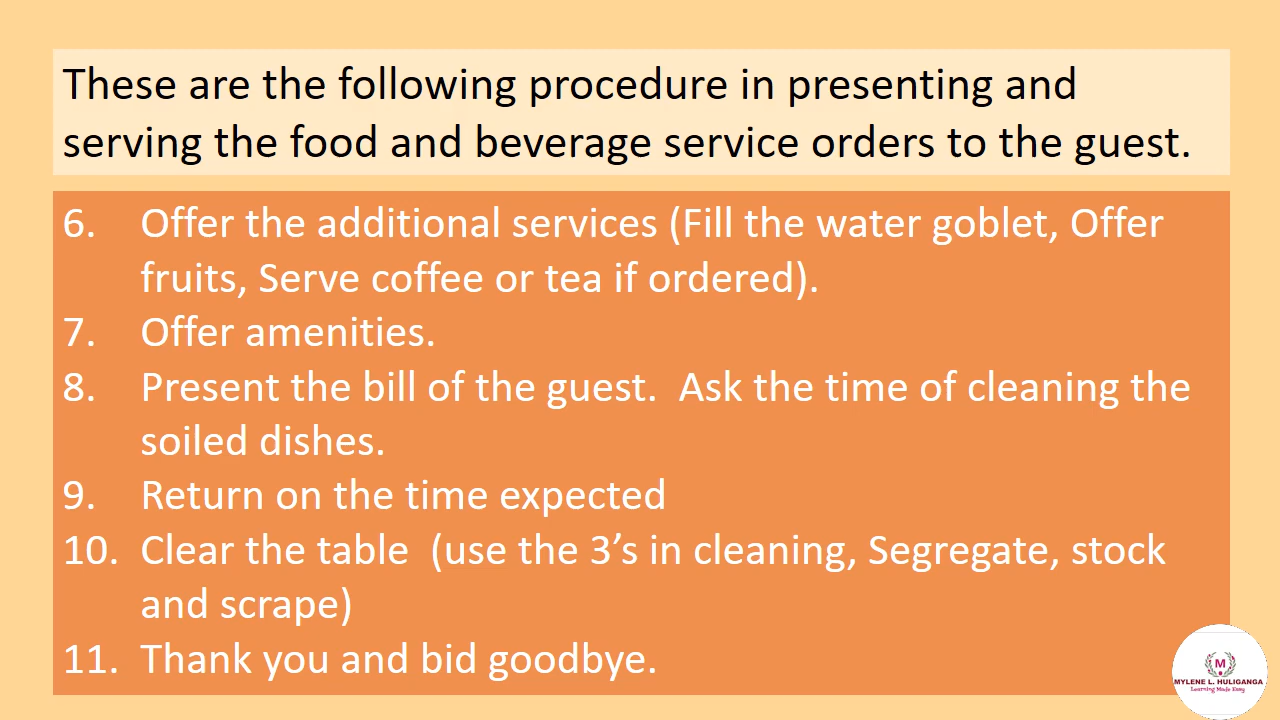 These are the following procedure in presenting and
serving the food and beverage service orders to the guest.
6. Offer the additional services (Fill the water goblet, Offer
fruits, Serve coffee or tea if ordered).
7. Offer amenities.
8. Present the bill of the guest.  Ask the time of cleaning the
soiled dishes.
9. Return on the time expected
10. Clear the table  (use the 3’s in cleaning, Segregate, stock
and scrape)
11. Thank you and bid goodbye.
M
MYLENE L. HULIGANGA
Learning Made Easy